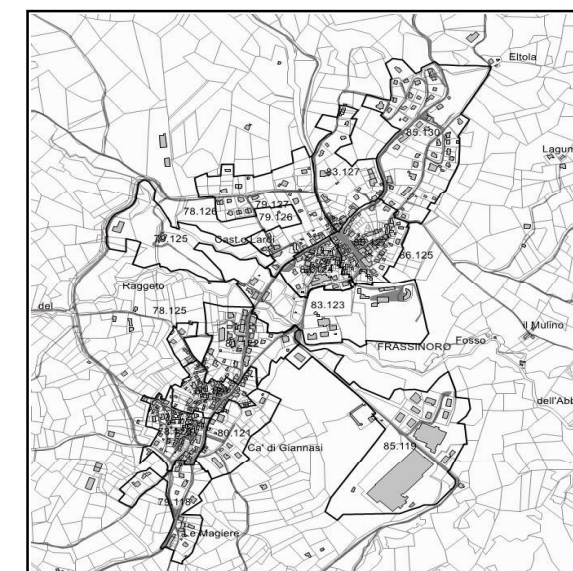 Eltola
85.130
Lagum
83.127
79.127
78.126
79.126
79.125
Cast.o Lardi
86.125
Raggeto
83.123
del
78.125
il Mulino
FRASSINORO
Fosso
dell'Abb
80.121
Ca' di Giannasi
85.119
79.118
Le Magiere